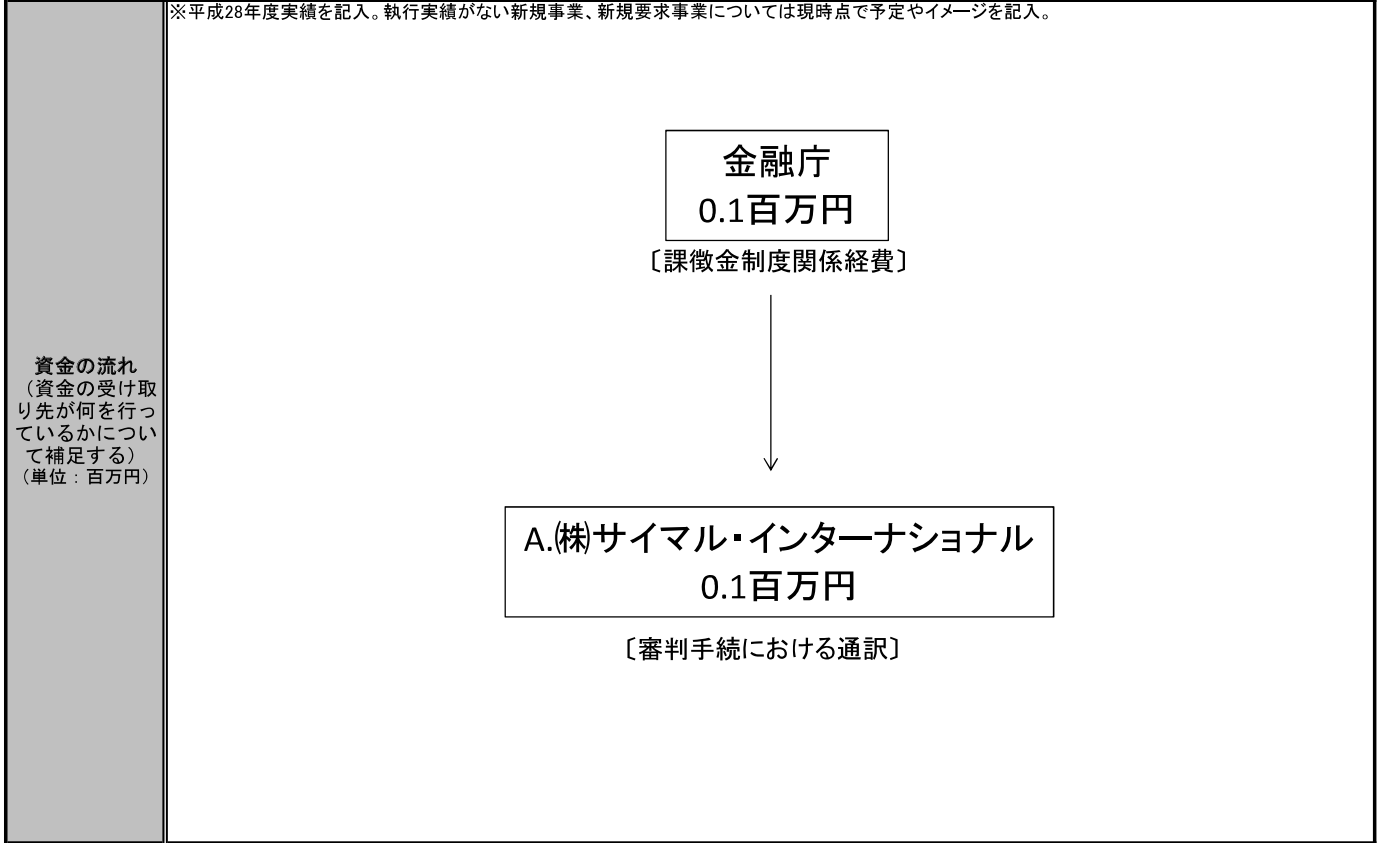 ※平成28年度実績を記入。執行実績がない新規事業、新規要求事業については現時点で予定やイメージを記入。
資金の流れ
（資金の受け取
り先が何を行っ
ているかについ
て補足する）
（単位：百万円）
金融庁
0.1百万円
〔課徴金制度関係経費〕
A.㈱サイマル・インターナショナル
0.1百万円
〔審判手続における通訳〕